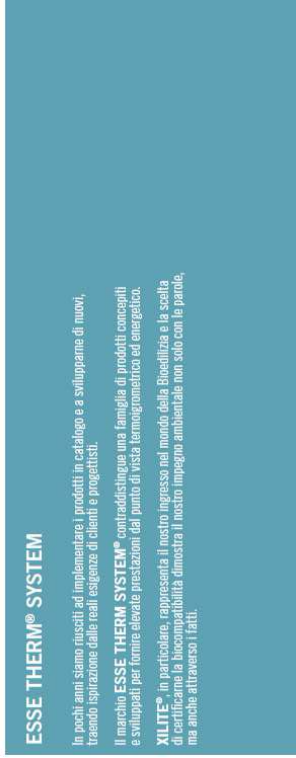 ESSE THERM® SYSTEM
In pochi anni siamo riusciti ad implementare i prodotti in catalogo e a svilupparne di nuovi,
traendo ispirazione dalle reali esigenze di clienti e progettisti.
Il marchio ESSE THERM SYSTEM® contraddistingue una famiglia di prodotti concepiti
e sviluppati per fornire elevate prestazioni dal punto di vista termoigrometrico ed energetico.
XILITE®, in particolare, rappresenta il nostro ingresso nel mondo della Bioedilizia e la scelta
di certificarne la biocompatibilità dimostra il nostro impegno ambientale non solo con le parole,
ma anche attraverso i fatti.